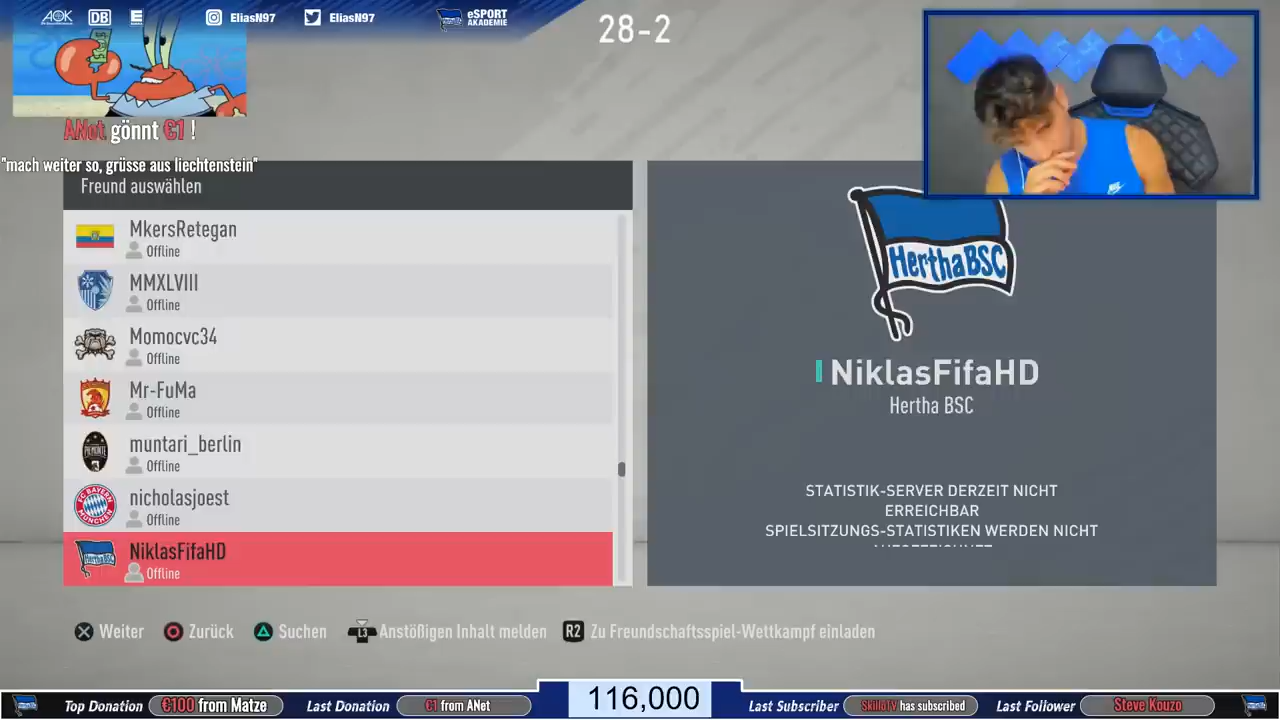 AOK
DB
EliasN97
EliasN97
eSPORT
AKADEMIE
28-2
ANot gönnt €1 !
"mach weiter so, grüsse aus liechtenstein"
Freund auswählen
MkersRetegan
Offline
MMXLVIII
Offline
Momocvc34
Offline
Mr-FuMa
Offline
muntari_berlin
Offline
nicholasjoest
Offline
NiklasFifaHD
Offline
Hertha BSC
NiklasFifaHD
Hertha BSC
STATISTIK-SERVER DERZEIT NICHT
ERREICHBAR
SPIELSITZUNGS-STATISTIKEN WERDEN NICHT
Weiter
Zurück
Suchen
L3 Anstößigen Inhalt melden
R2 Zu Freundschaftsspiel-Wettkampf einladen
Top Donation €100 from Matze
Last Donation €1 from ANet
116,000
Last Subscriber SkilloTV has subscribed
Last Follower Steve Kouzo